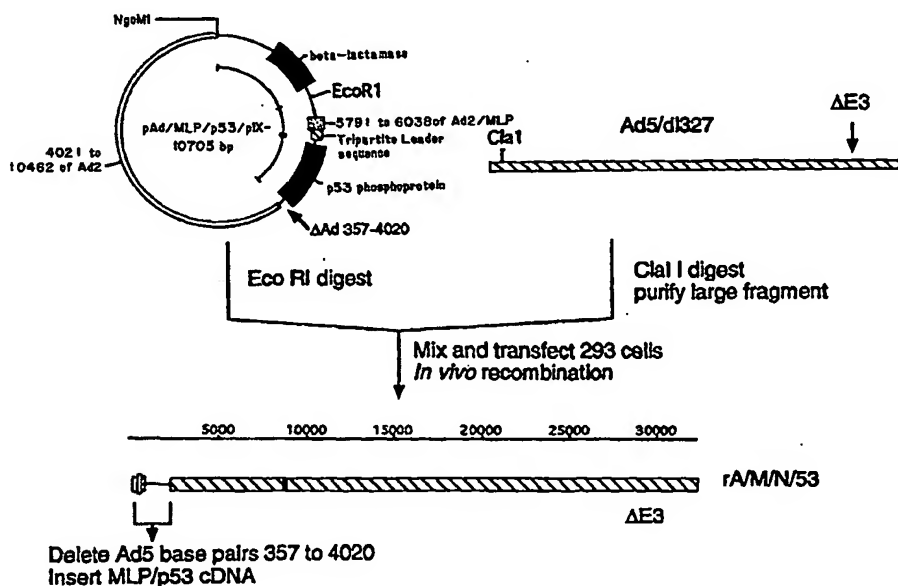 NgoM1
beta-lactamase
EcoR1
5791 to 6038 of Ad2/MLP
Tripartite Leader
sequence
p53 phosphoprotein
ΔAd 357-4020
pAd/MLP/p53/pIX-
10705 bp
4021 to
10462 of Ad2
Ad5/dl327
ΔE3
Cla1
Eco RI digest
ClaI I digest
purify large fragment
Mix and transfect 293 cells
In vivo recombination
5000 10000 15000 20000 25000 30000
rA/M/N/53
ΔE3
Delete Ad5 base pairs 357 to 4020
Insert MLP/p53 cDNA